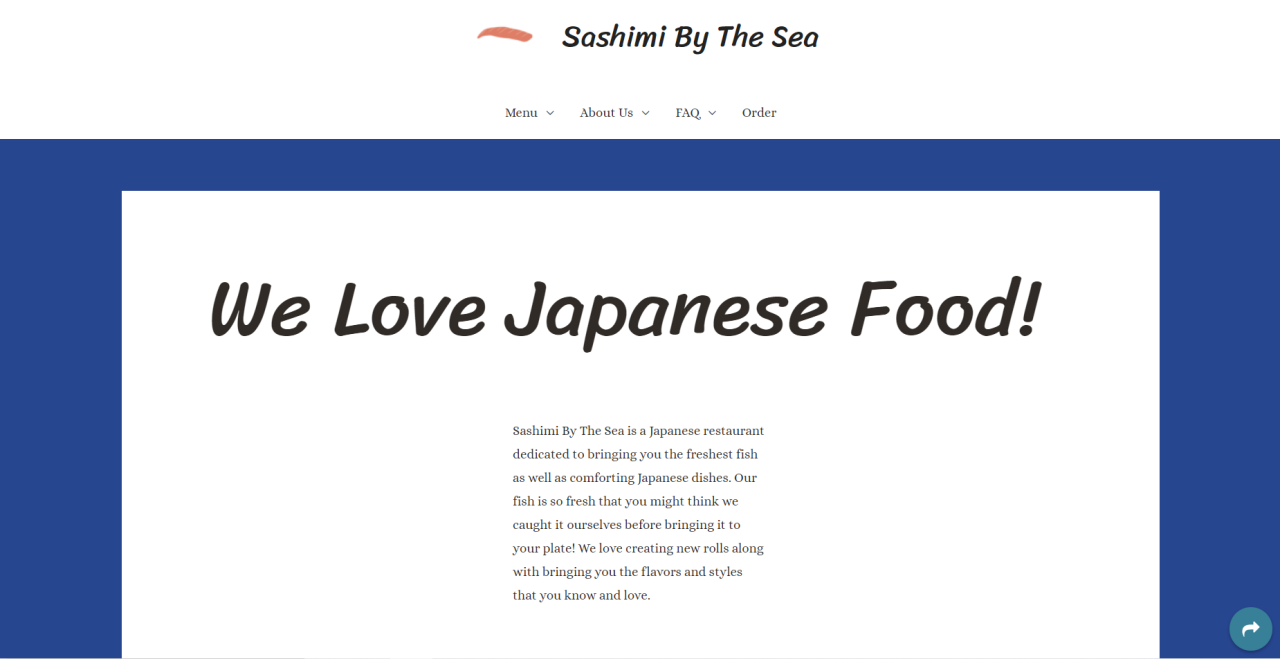 Sashimi By The Sea
Menu
About Us
FAQ
Order
We Love Japanese Food!
Sashimi By The Sea is a Japanese restaurant
dedicated to bringing you the freshest fish
as well as comforting Japanese dishes. Our
fish is so fresh that you might think we
caught it ourselves before bringing it to
your plate! We love creating new rolls along
with bringing you the flavors and styles
that you know and love.